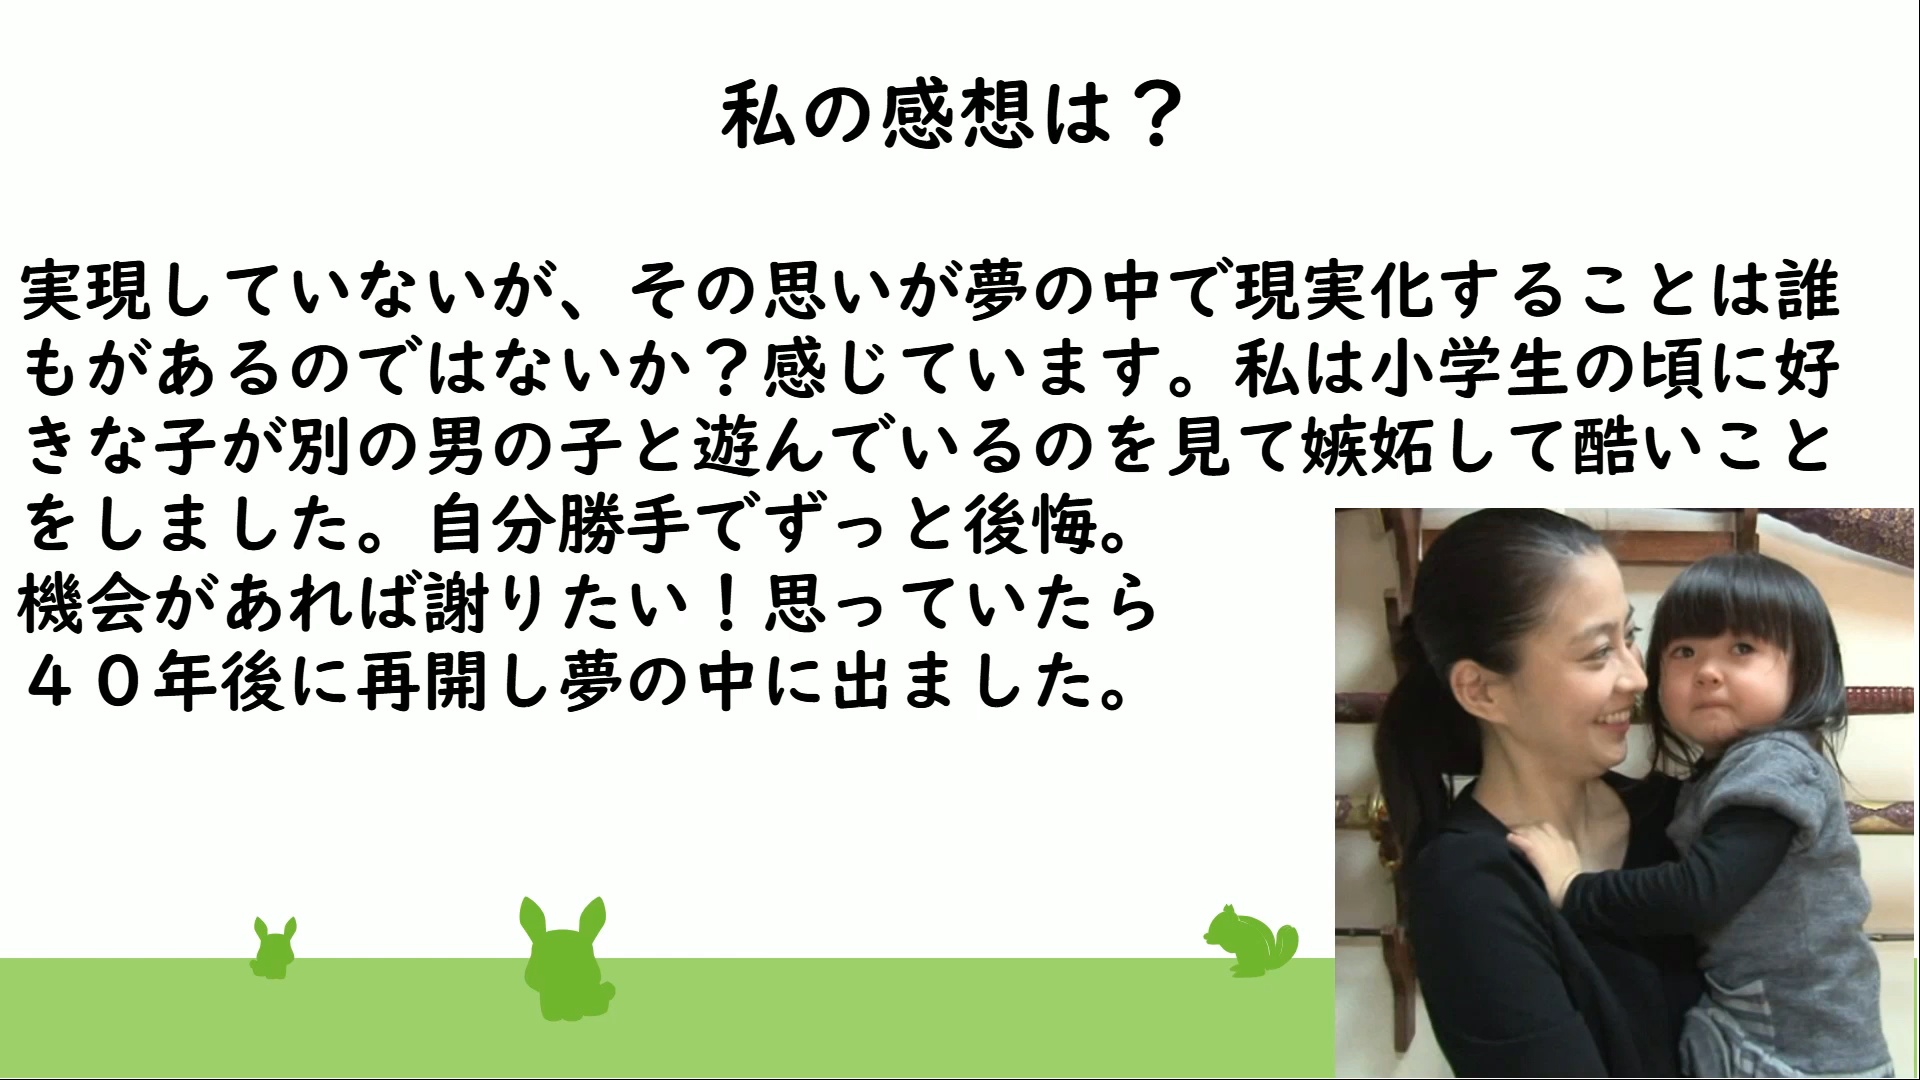 私の感想は？
実現していないが、その思いが夢の中で現実化することは誰
もがあるのではないか？感じています。私は小学生の頃に好
きな子が別の男の子と遊んでいるのを見て嫉妬して酷いこと
をしました。自分勝手でずっと後悔。
機会があれば謝りたい！思っていたら
４０年後に再開し夢の中に出ました。